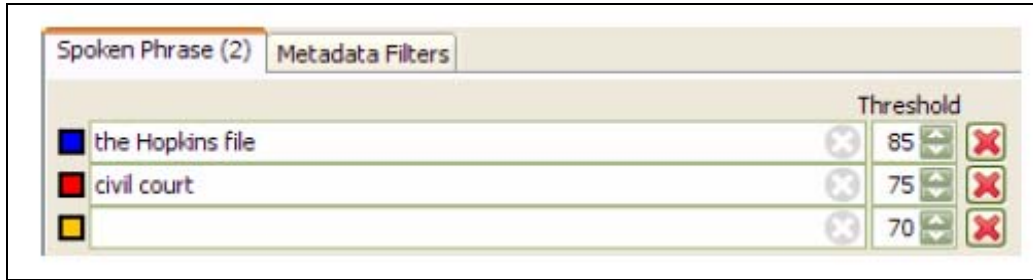 Spoken Phrase (2) Metadata Filters
Threshold
the Hopkins file 85
civil court 75
70